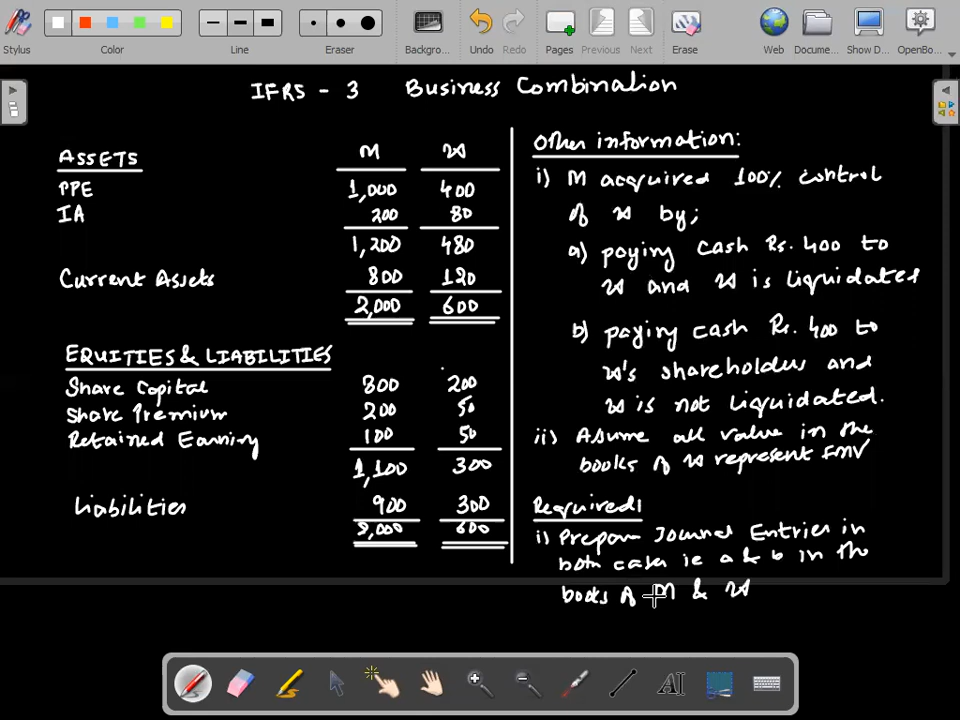 Stylus Color Line Eraser Backgro... Undo Redo Pages Previous Next Erase Web Docume... Show D... OpenBo...
IFRS - 3 Business Combination
ASSETS M N
PPE 1,000 400
IA 200 80
1,200 480
Current Assets 800 120
2,000 600
EQUITIES & LIABILITIES
Share Capital 800 200
Share Premium 200 50
Retained Earning 100 50
1,100 300
Liabilities 900 300
2,000 600
Other information:
i) M acquired 100% control
of N by;
a) paying cash Rs. 400 to
N and N is liquidated
b) paying cash Rs. 400 to
N's shareholder and
N is not liquidated.
ii) Assume all value in the
books of N represent FMV
Required:
i) Prepare Journal Entries in
both case ie a & b in the
books of M & N
AI